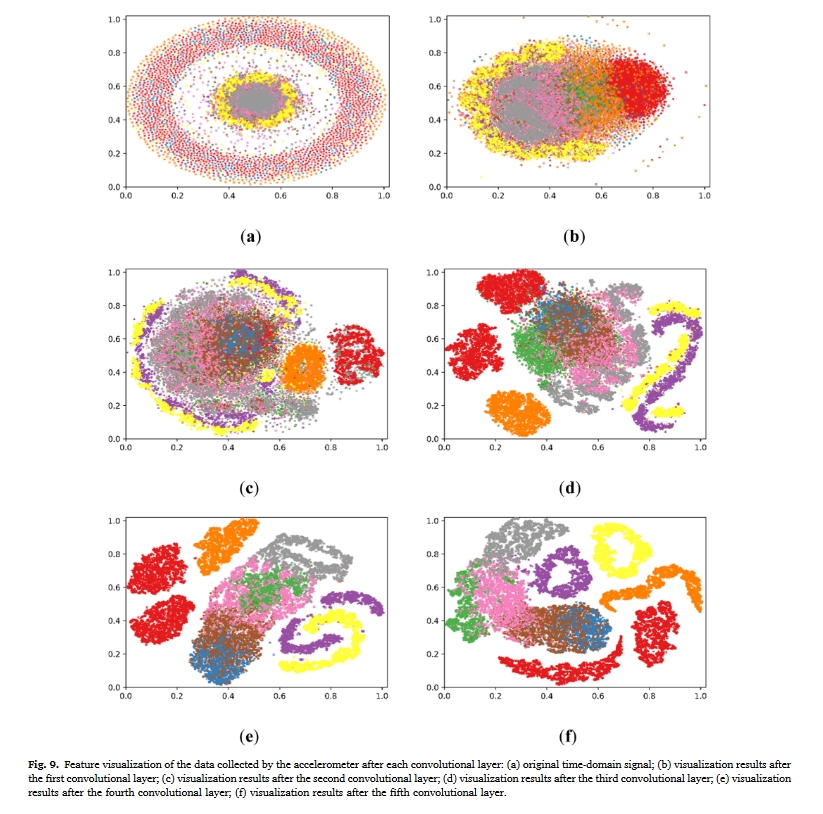 1.0
0.8
0.6
0.4
0.2
0.0
0.0 0.2 0.4 0.6 0.8 1.0
(a)
1.0
0.8
0.6
0.4
0.2
0.0
0.0 0.2 0.4 0.6 0.8 1.0
(b)
1.0
0.8
0.6
0.4
0.2
0.0
0.0 0.2 0.4 0.6 0.8 1.0
(c)
1.0
0.8
0.6
0.4
0.2
0.0
0.0 0.2 0.4 0.6 0.8 1.0
(d)
1.0
0.8
0.6
0.4
0.2
0.0
0.0 0.2 0.4 0.6 0.8 1.0
(e)
1.0
0.8
0.6
0.4
0.2
0.0
0.0 0.2 0.4 0.6 0.8 1.0
(f)
Fig. 9. Feature visualization of the data collected by the accelerometer after each convolutional layer: (a) original time-domain signal; (b) visualization results after
the first convolutional layer; (c) visualization results after the second convolutional layer; (d) visualization results after the third convolutional layer; (e) visualization
results after the fourth convolutional layer; (f) visualization results after the fifth convolutional layer.